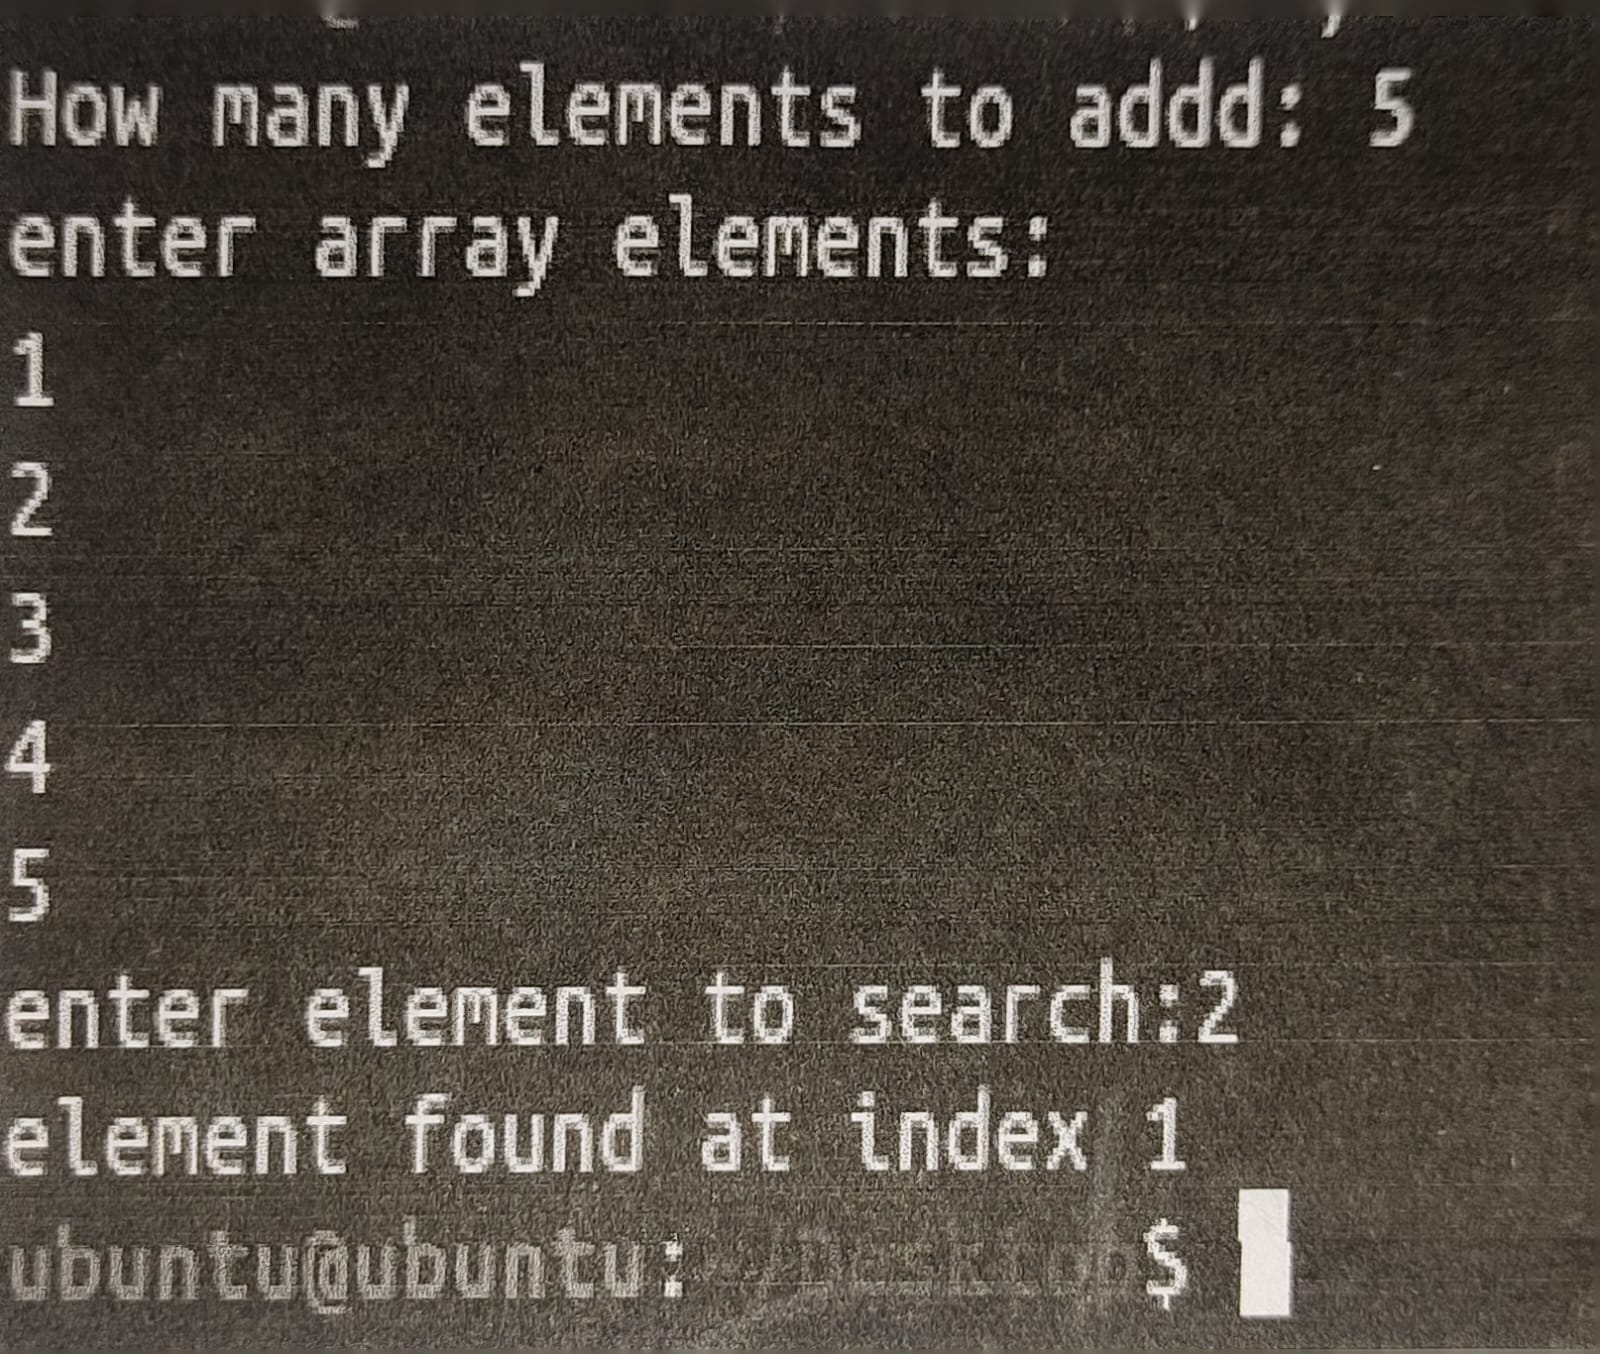 How many elements to addd: 5
enter array elements:
1
2
3
4
5
enter element to search:2
element found at index 1
ubuntu@ubuntu:~/Desktop$